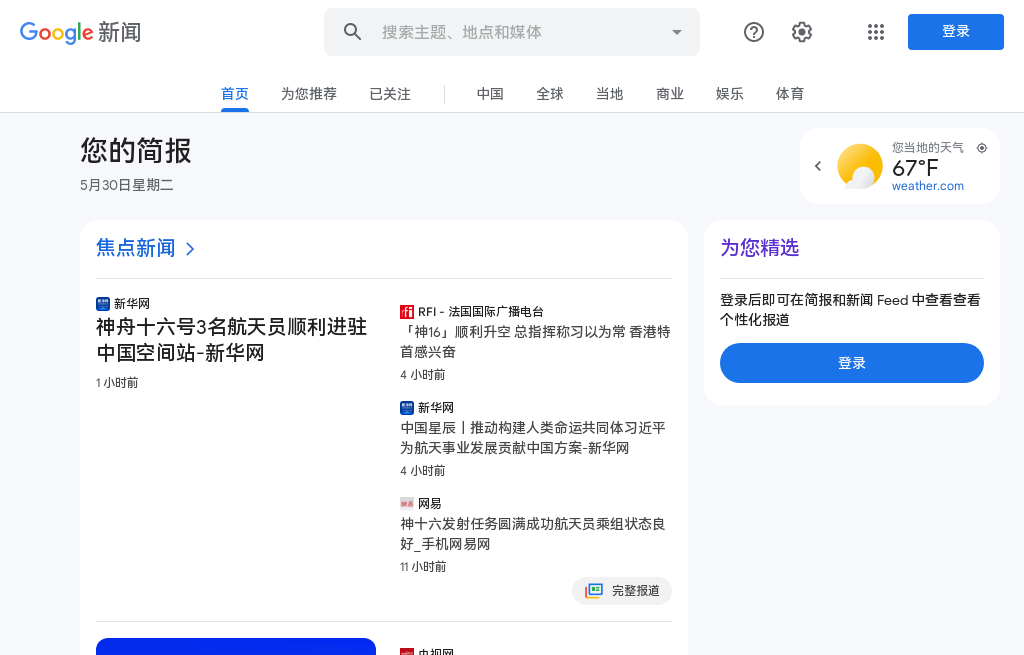 Google 新闻
搜索主题、地点和媒体
登录
首页
为您推荐
已关注
中国
全球
当地
商业
娱乐
体育
您的简报
5月30日星期二
您当地的天气
67°F
weather.com
焦点新闻
新华网
神舟十六号3名航天员顺利进驻
中国空间站-新华网
1 小时前
RFI - 法国国际广播电台
「神16」顺利升空 总指挥称习以为常 香港特
首感兴奋
4 小时前
新华网
中国星辰丨推动构建人类命运共同体习近平
为航天事业发展贡献中国方案-新华网
4 小时前
网易
神十六发射任务圆满成功航天员乘组状态良
好_手机网易网
11 小时前
完整报道
央视网
为您精选
登录后即可在简报和新闻 Feed 中查看查看
个性化报道
登录